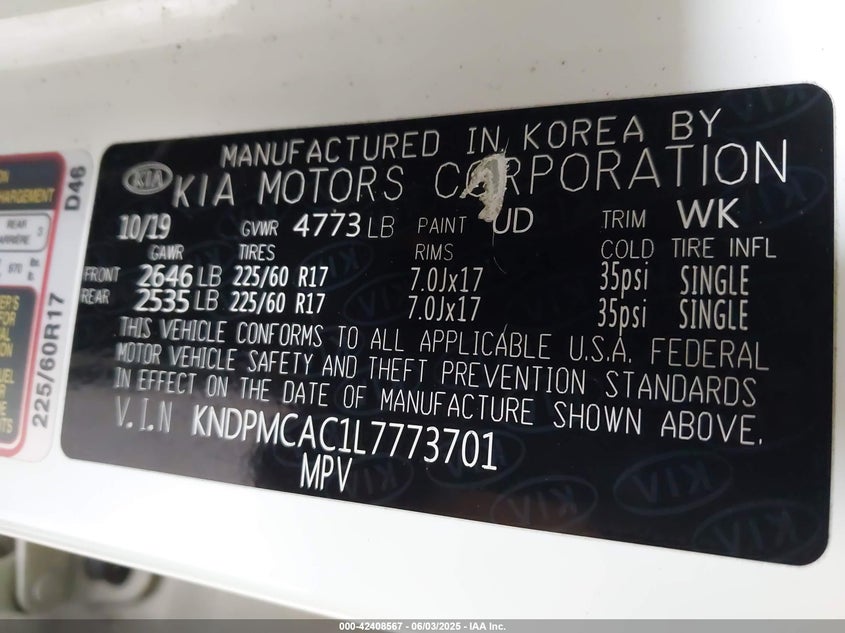 MANUFACTURED IN KOREA BY
KIA KIA MOTORS CORPORATION
10/19 GVWR 4773 LB PAINT UD TRIM WK
GAWR TIRES RIMS COLD TIRE INFL
FRONT 2646 LB 225/60 R17 7.0Jx17 35psi SINGLE
REAR 2535 LB 225/60 R17 7.0Jx17 35psi SINGLE
THIS VEHICLE CONFORMS TO ALL APPLICABLE U.S.A. FEDERAL
MOTOR VEHICLE SAFETY AND THEFT PREVENTION STANDARDS
IN EFFECT ON THE DATE OF MANUFACTURE SHOWN ABOVE.
V.I.N KNDPMCAC1L7773701
MPV
D46
225/60R17
REAR
3
000-42408567 - 06/03/2025 - IAA Inc.